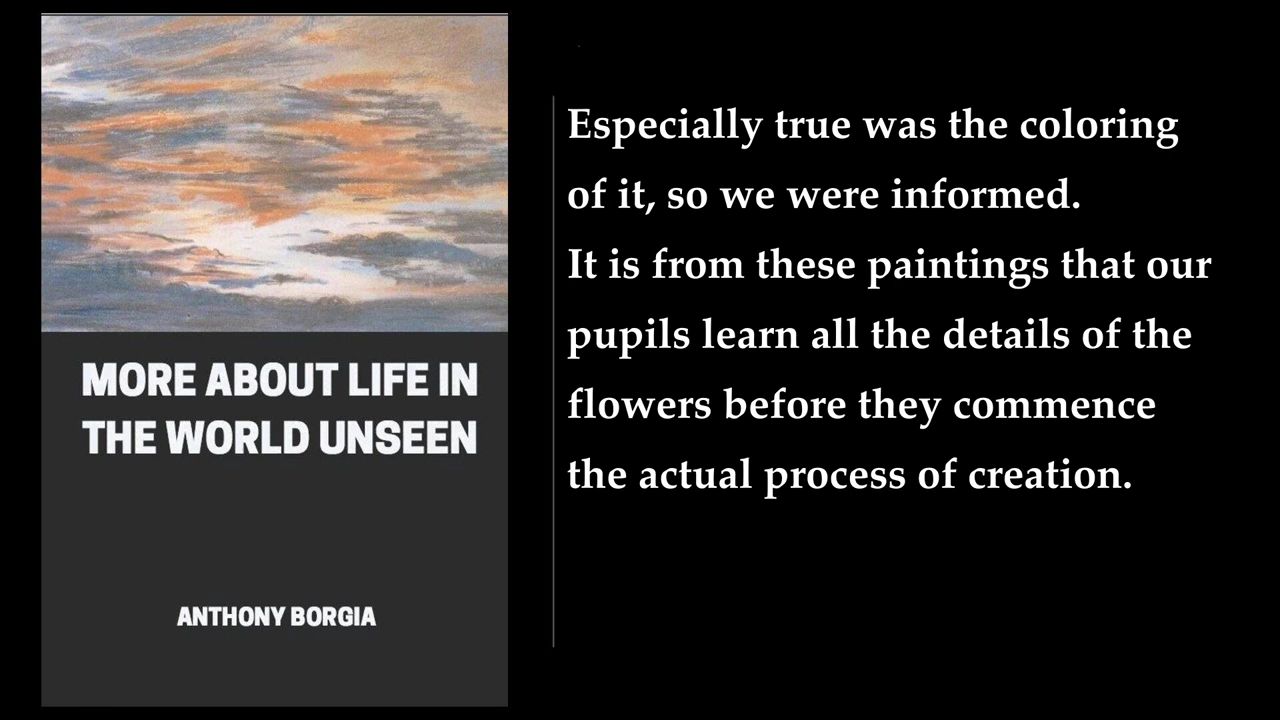 MORE ABOUT LIFE IN
THE WORLD UNSEEN
ANTHONY BORGIA
Especially true was the coloring
of it, so we were informed.
It is from these paintings that our
pupils learn all the details of the
flowers before they commence
the actual process of creation.